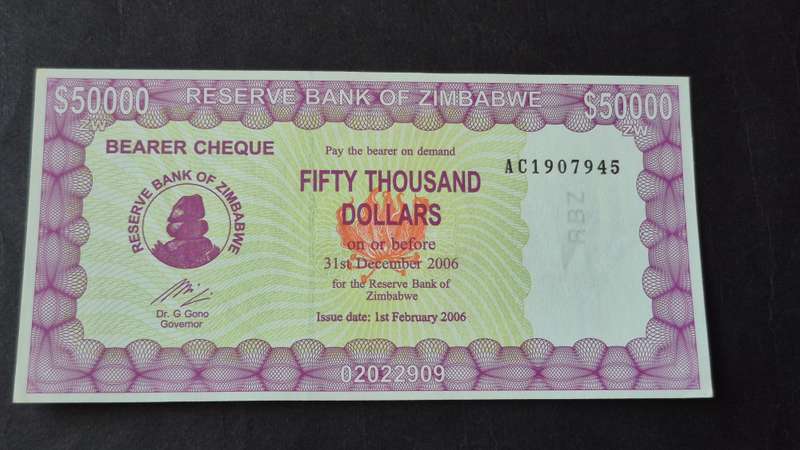 $50000 RESERVE BANK OF ZIMBABWE $50000
ZW ZW
BEARER CHEQUE
Pay the bearer on demand
AC1907945
FIFTY THOUSAND
DOLLARS
RESERVE BANK OF ZIMBABWE
RBZ
on or before
31st December 2006
for the Reserve Bank of
Zimbabwe
Dr. G Gono
Governor
Issue date: 1st February 2006
02022909